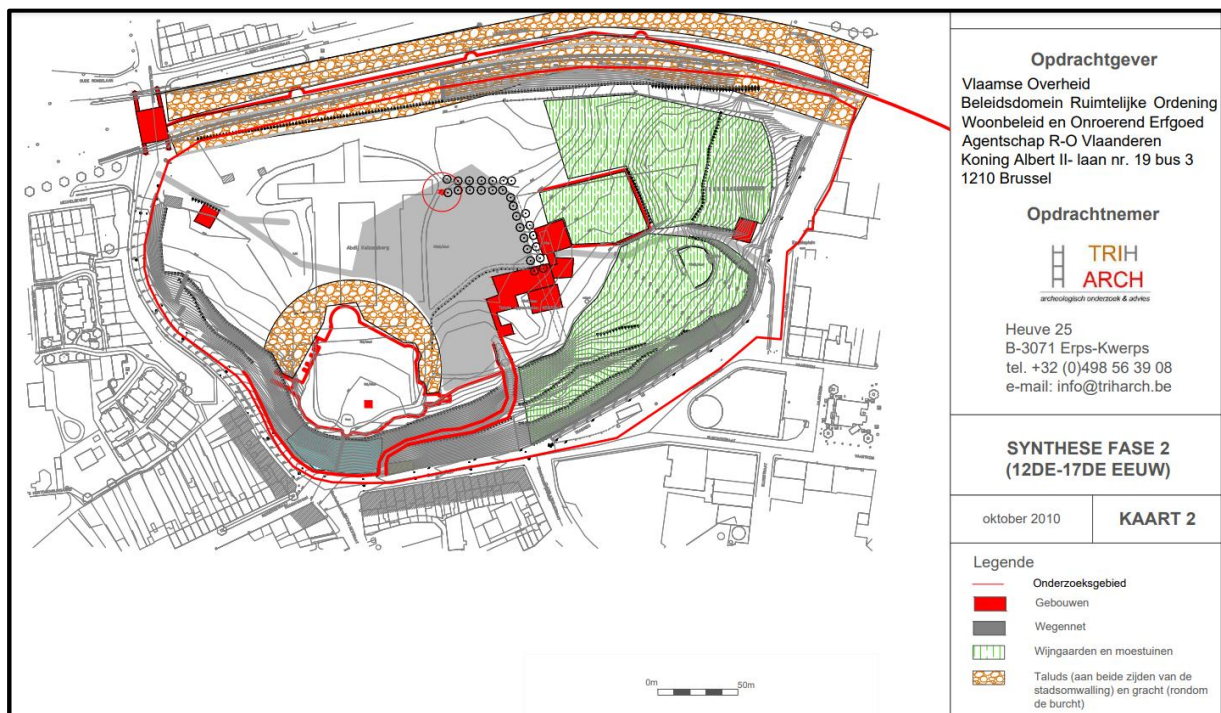 Opdrachtgever
Vlaamse Overheid
Beleidsdomein Ruimtelijke Ordening
Woonbeleid en Onroerend Erfgoed
Agentschap R-O Vlaanderen
Koning Albert II- laan nr. 19 bus 3
1210 Brussel
Opdrachtnemer
TRIH
ARCH
archeologisch onderzoek & advies
Heuve 25
B-3071 Erps-Kwerps
tel. +32 (0)498 56 39 08
e-mail: info@triharch.be
SYNTHESE FASE 2
(12DE-17DE EEUW)
oktober 2010
KAART 2
Legende
Onderzoeksgebied
Gebouwen
Wegennet
Wijngaarden en moestuinen
Taluds (aan beide zijden van de
stadsomwalling) en gracht (rondom
de burcht)
0m
50m